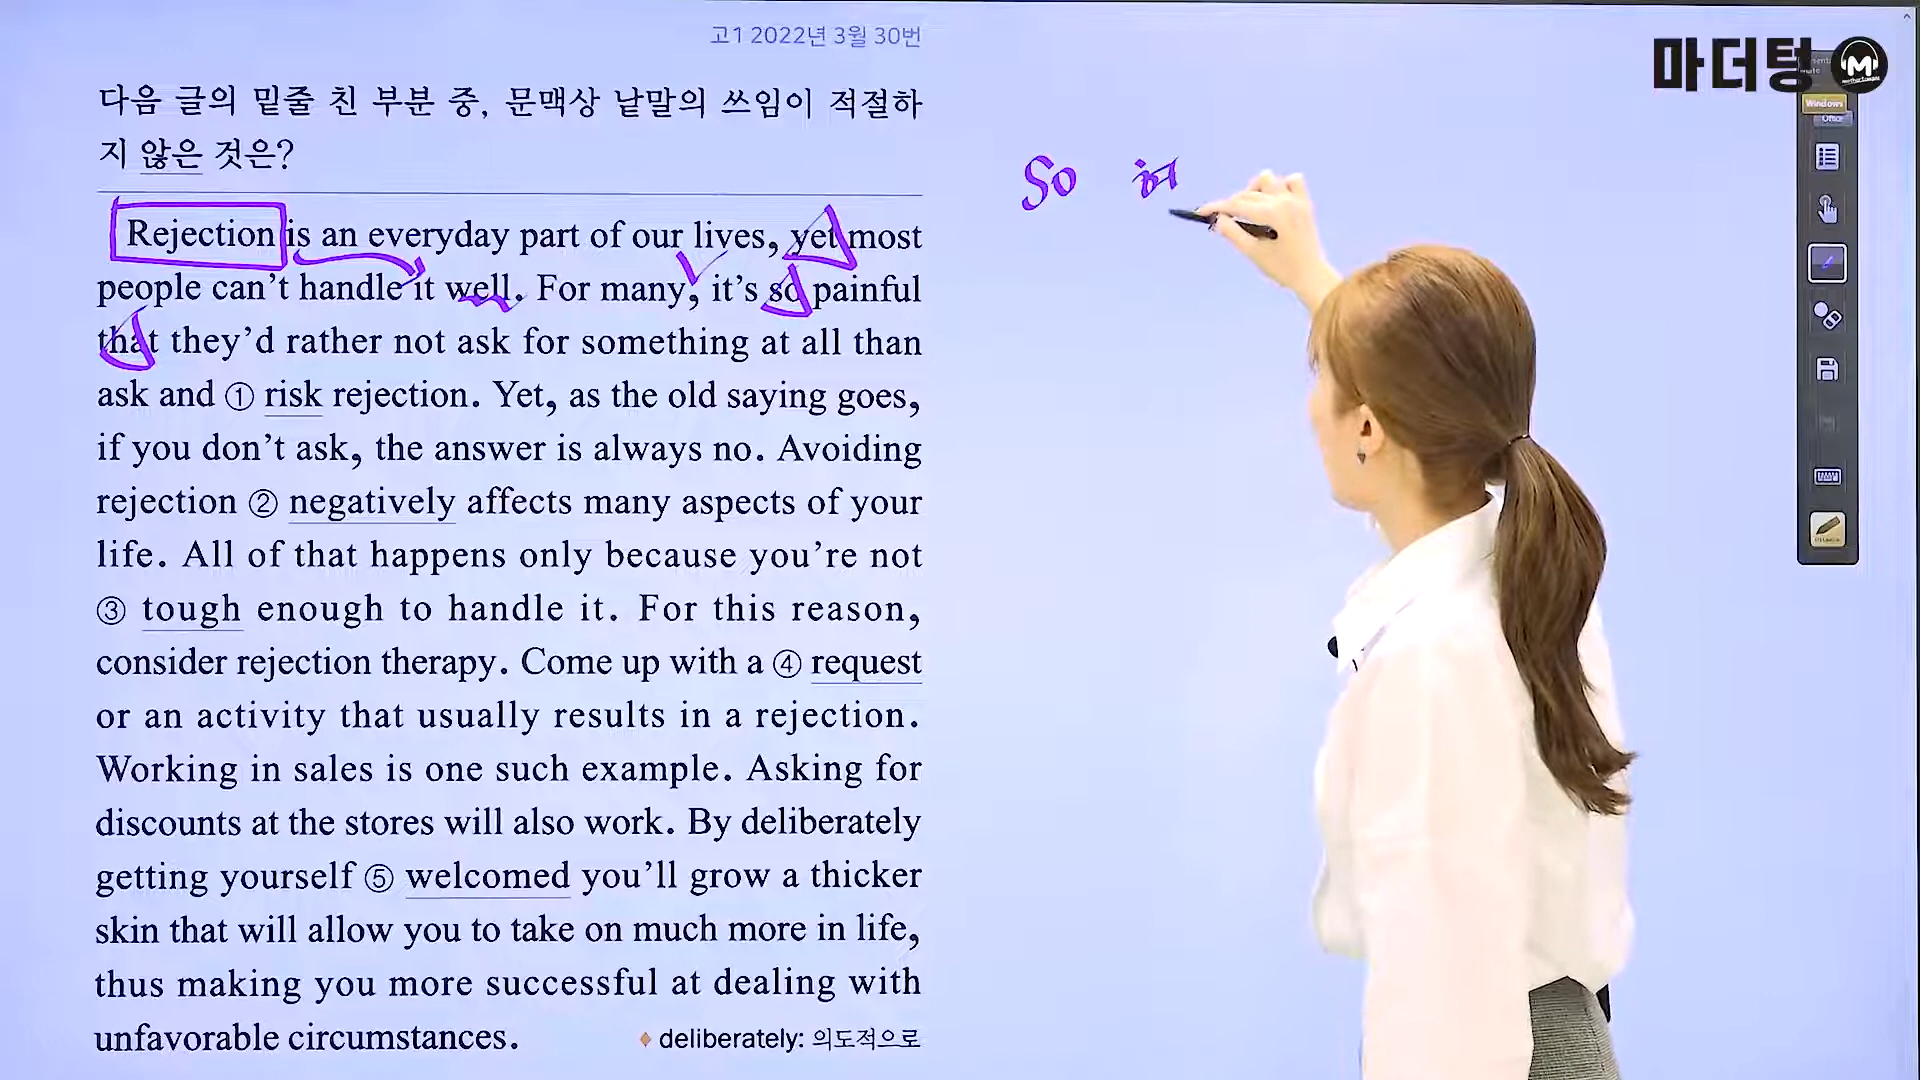 고1 2022년 3월 30번
마더텅
다음 글의 밑줄 친 부분 중, 문맥상 낱말의 쓰임이 적절하
지 않은 것은?
Rejection is an everyday part of our lives, yet most
people can't handle it well. For many, it's so painful
that they'd rather not ask for something at all than
ask and ① risk rejection. Yet, as the old saying goes,
if you don't ask, the answer is always no. Avoiding
rejection ② negatively affects many aspects of your
life. All of that happens only because you're not
③ tough enough to handle it. For this reason,
consider rejection therapy. Come up with a ④ request
or an activity that usually results in a rejection.
Working in sales is one such example. Asking for
discounts at the stores will also work. By deliberately
getting yourself ⑤ welcomed you'll grow a thicker
skin that will allow you to take on much more in life,
thus making you more successful at dealing with
unfavorable circumstances.
♦ deliberately: 의도적으로
So 혀
Windows